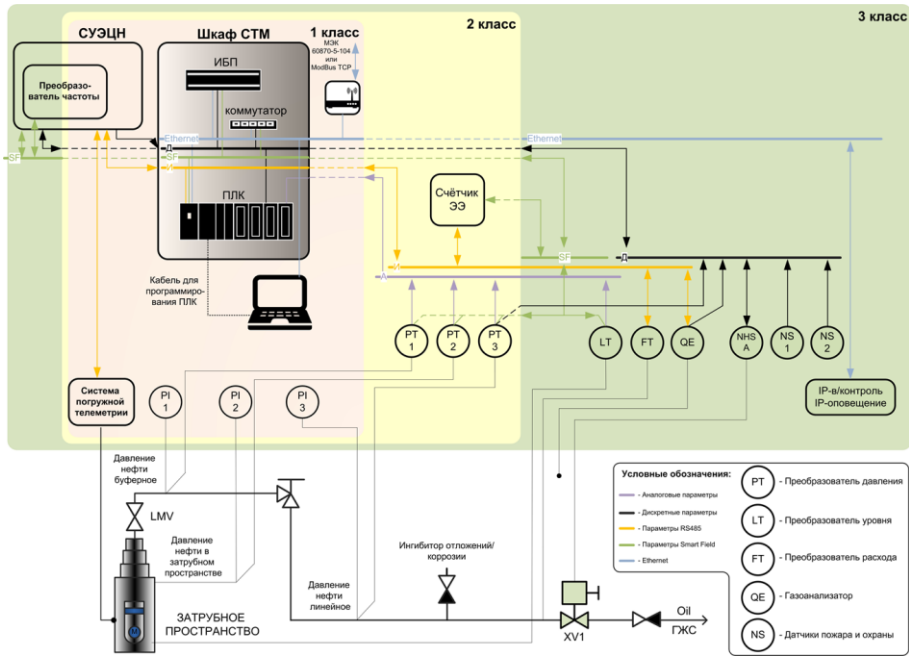 3 класс
2 класс
1 класс
СУЭЦН
Шкаф СТМ
МЭК
60870-5-104
или
ModBus TCP
ИБП
Преобразо-
ватель частоты
коммутатор
Ethernet
Ethernet
Д
SF
SF
И
ПЛК
Счётчик
ЭЭ
SF
Д
И
А
Кабель для
программиро-
вания ПЛК
PT
1
PT
2
PT
3
LT
FT
QE
NHS
A
NS
1
NS
2
Система
погружной
телеметрии
PI
1
PI
2
PI
3
IP-в/контроль
IP-оповещение
Давление
нефти
буферное
LMV
Давление
нефти в
затрубном
пространстве
Давление
нефти
линейное
Ингибитор отложений/
коррозии
ЗАТРУБНОЕ
ПРОСТРАНСТВО
XV1
Oil
ГЖС
Условные обозначения:
- Аналоговые параметры
- Дискретные параметры
- Параметры RS485
- Параметры Smart Field
- Ethernet
PT
- Преобразователь давления
LT
- Преобразователь уровня
FT
- Преобразователь расхода
QE
- Газоанализатор
NS
- Датчики пожара и охраны